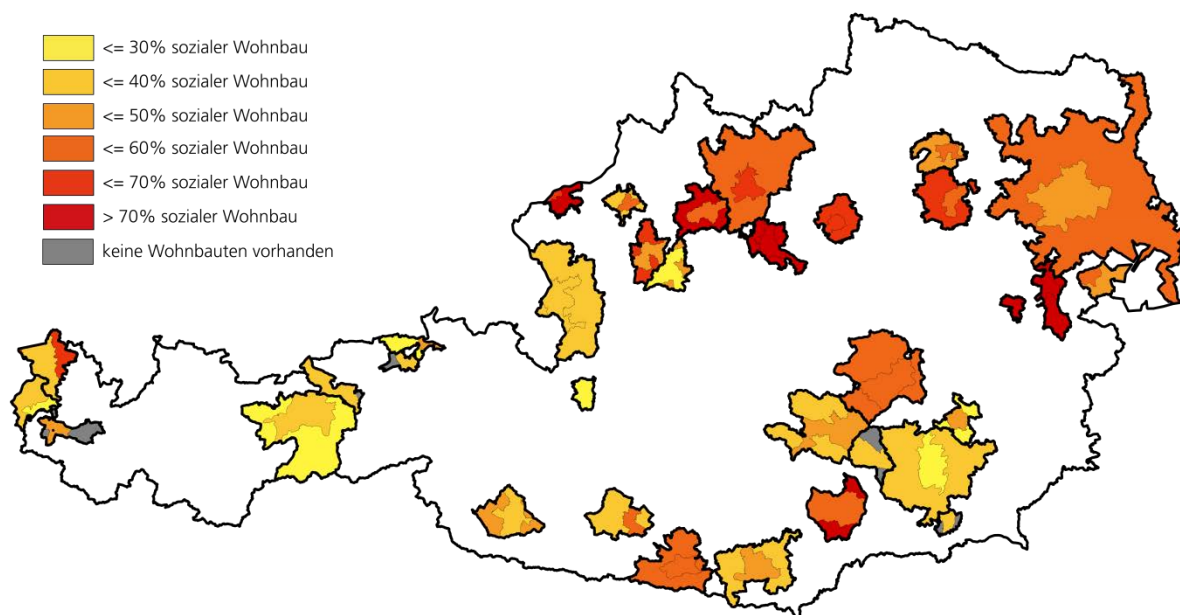 <= 30% sozialer Wohnbau
<= 40% sozialer Wohnbau
<= 50% sozialer Wohnbau
<= 60% sozialer Wohnbau
<= 70% sozialer Wohnbau
> 70% sozialer Wohnbau
keine Wohnbauten vorhanden